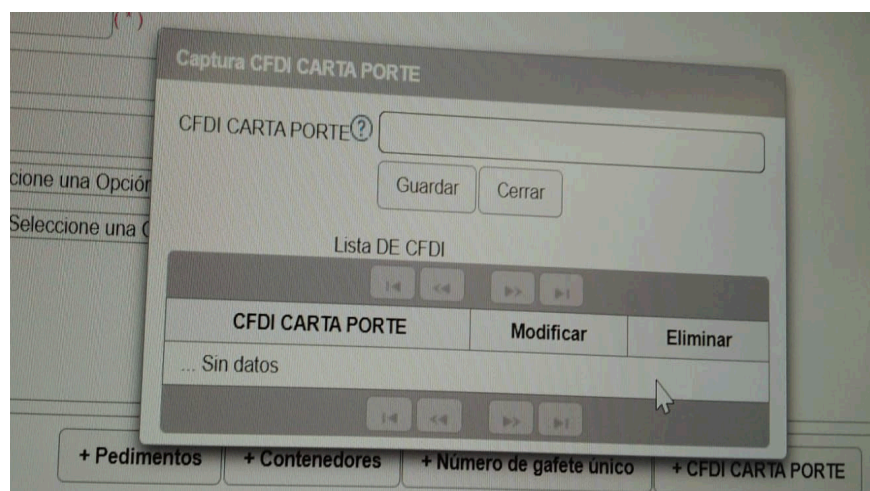 (*)
Captura CFDI CARTA PORTE
CFDI CARTA PORTE ?
cione una Opción
Guardar Cerrar
Seleccione una
Lista DE CFDI
CFDI CARTA PORTE Modificar Eliminar
... Sin datos
+ Pedimentos + Contenedores + Número de gafete único + CFDI CARTA PORTE